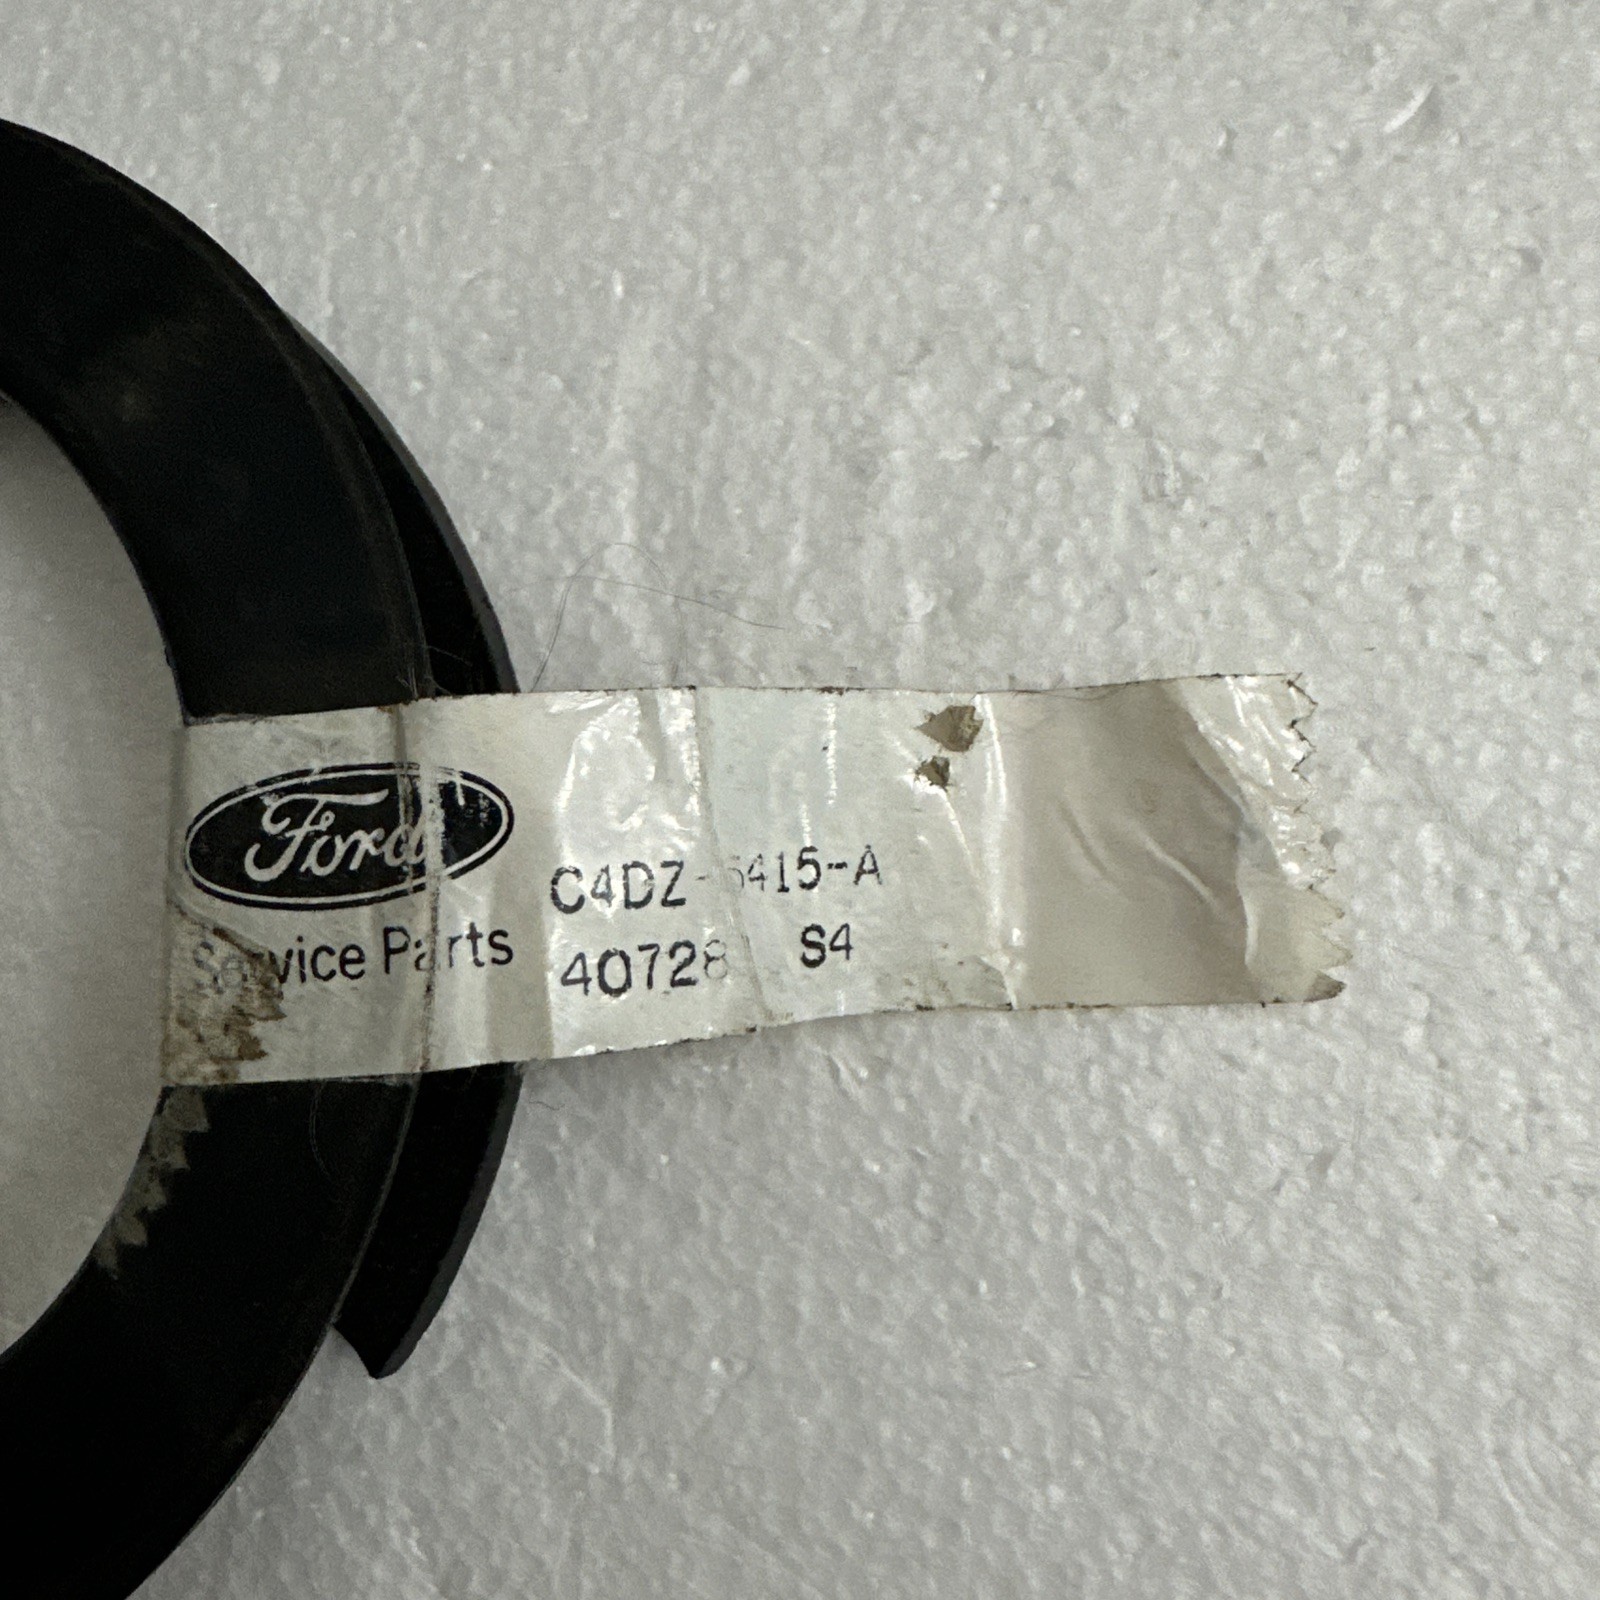 Ford
Service Parts
C4DZ-5415-A
40728 S4